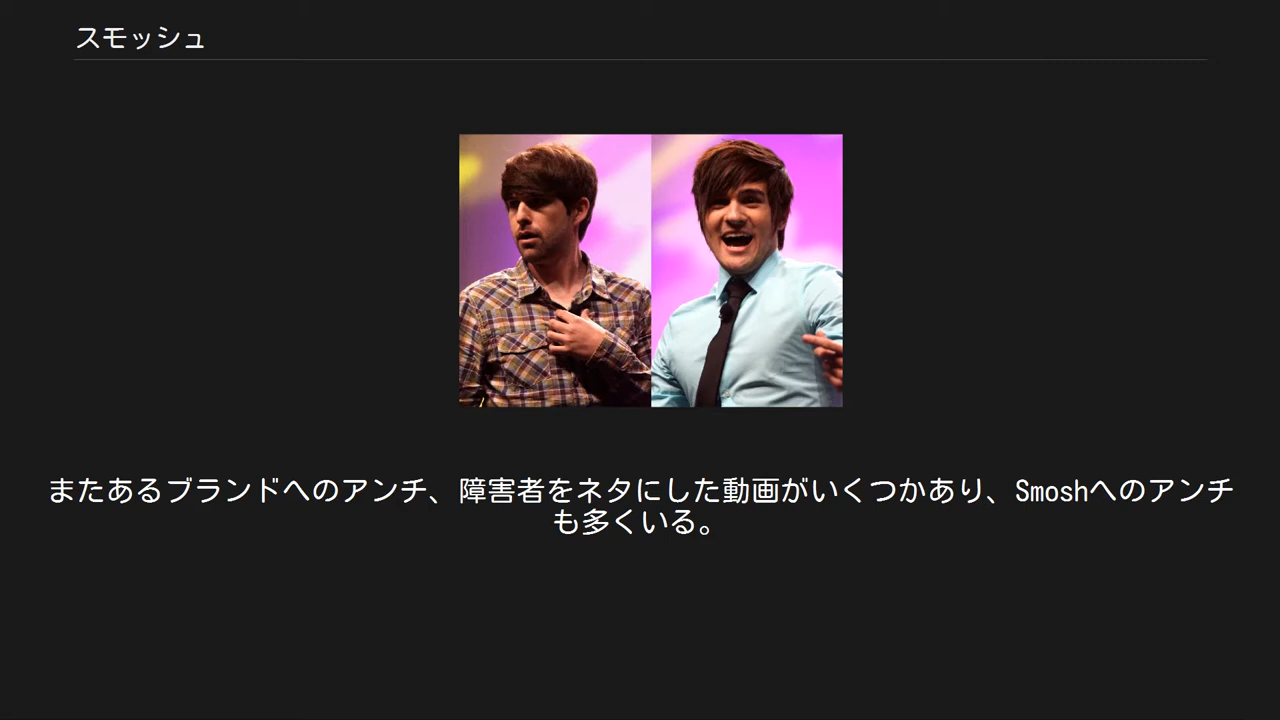 スモッシュ
またあるブランドへのアンチ、障害者をネタにした動画がいくつかあり、Smoshへのアンチ
も多くいる。